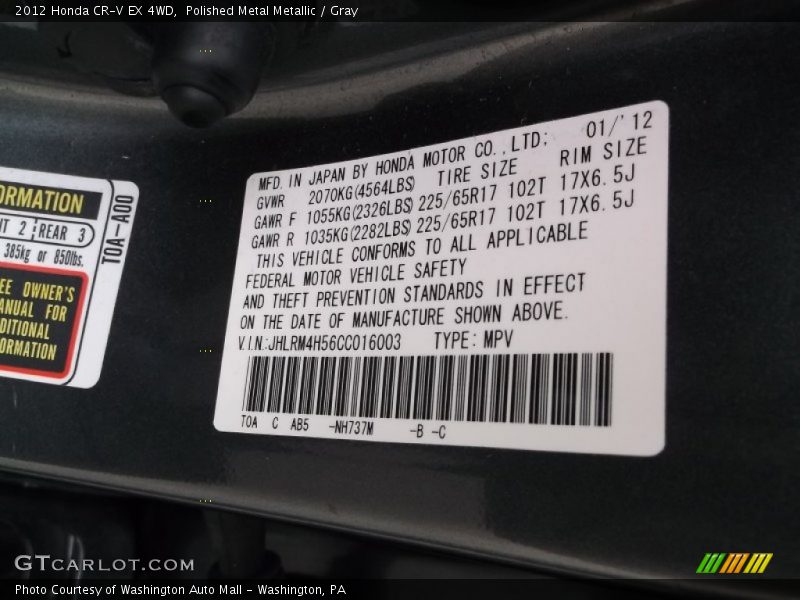 2012 Honda CR-V EX 4WD, Polished Metal Metallic / Gray
ORMATION
NT 2 REAR 3
385kg or 850lbs.
EE OWNER'S
ANUAL FOR
DITIONAL
ORMATION
T0A-A00
MFD. IN JAPAN BY HONDA MOTOR CO., LTD; 01/'12
GVWR 2070KG(4564LBS) TIRE SIZE RIM SIZE
GAWR F 1055KG(2326LBS) 225/65R17 102T 17X6.5J
GAWR R 1035KG(2282LBS) 225/65R17 102T 17X6.5J
THIS VEHICLE CONFORMS TO ALL APPLICABLE
FEDERAL MOTOR VEHICLE SAFETY
AND THEFT PREVENTION STANDARDS IN EFFECT
ON THE DATE OF MANUFACTURE SHOWN ABOVE.
V.I.N:JHLRM4H56CC016003 TYPE: MPV
T0A C AB5 -NH737M -B -C
GTCARLOT.COM
Photo Courtesy of Washington Auto Mall - Washington, PA